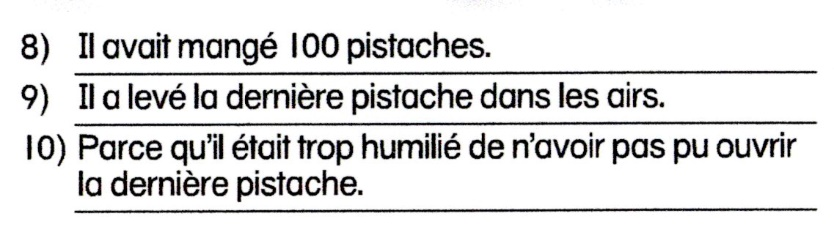 8) Il avait mangé 100 pistaches.
9) Il a levé la dernière pistache dans les airs.
10) Parce qu'il était trop humilié de n'avoir pas pu ouvrir
la dernière pistache.